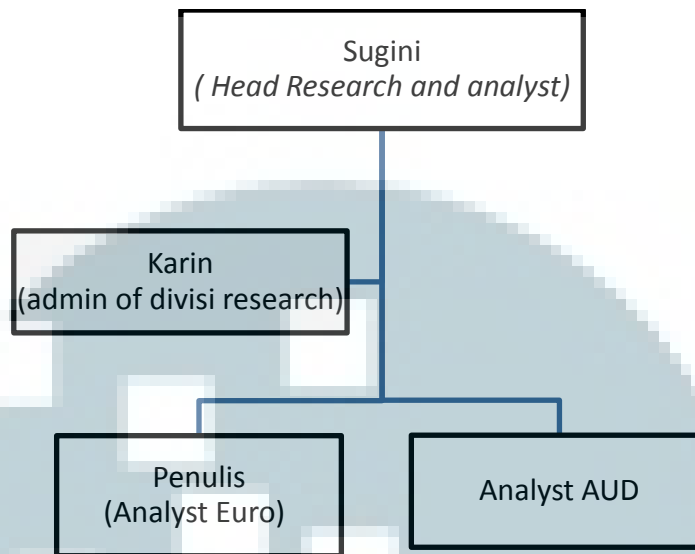 Sugini
( Head Research and analyst)
Karin
(admin of divisi research)
Penulis
(Analyst Euro)
Analyst AUD